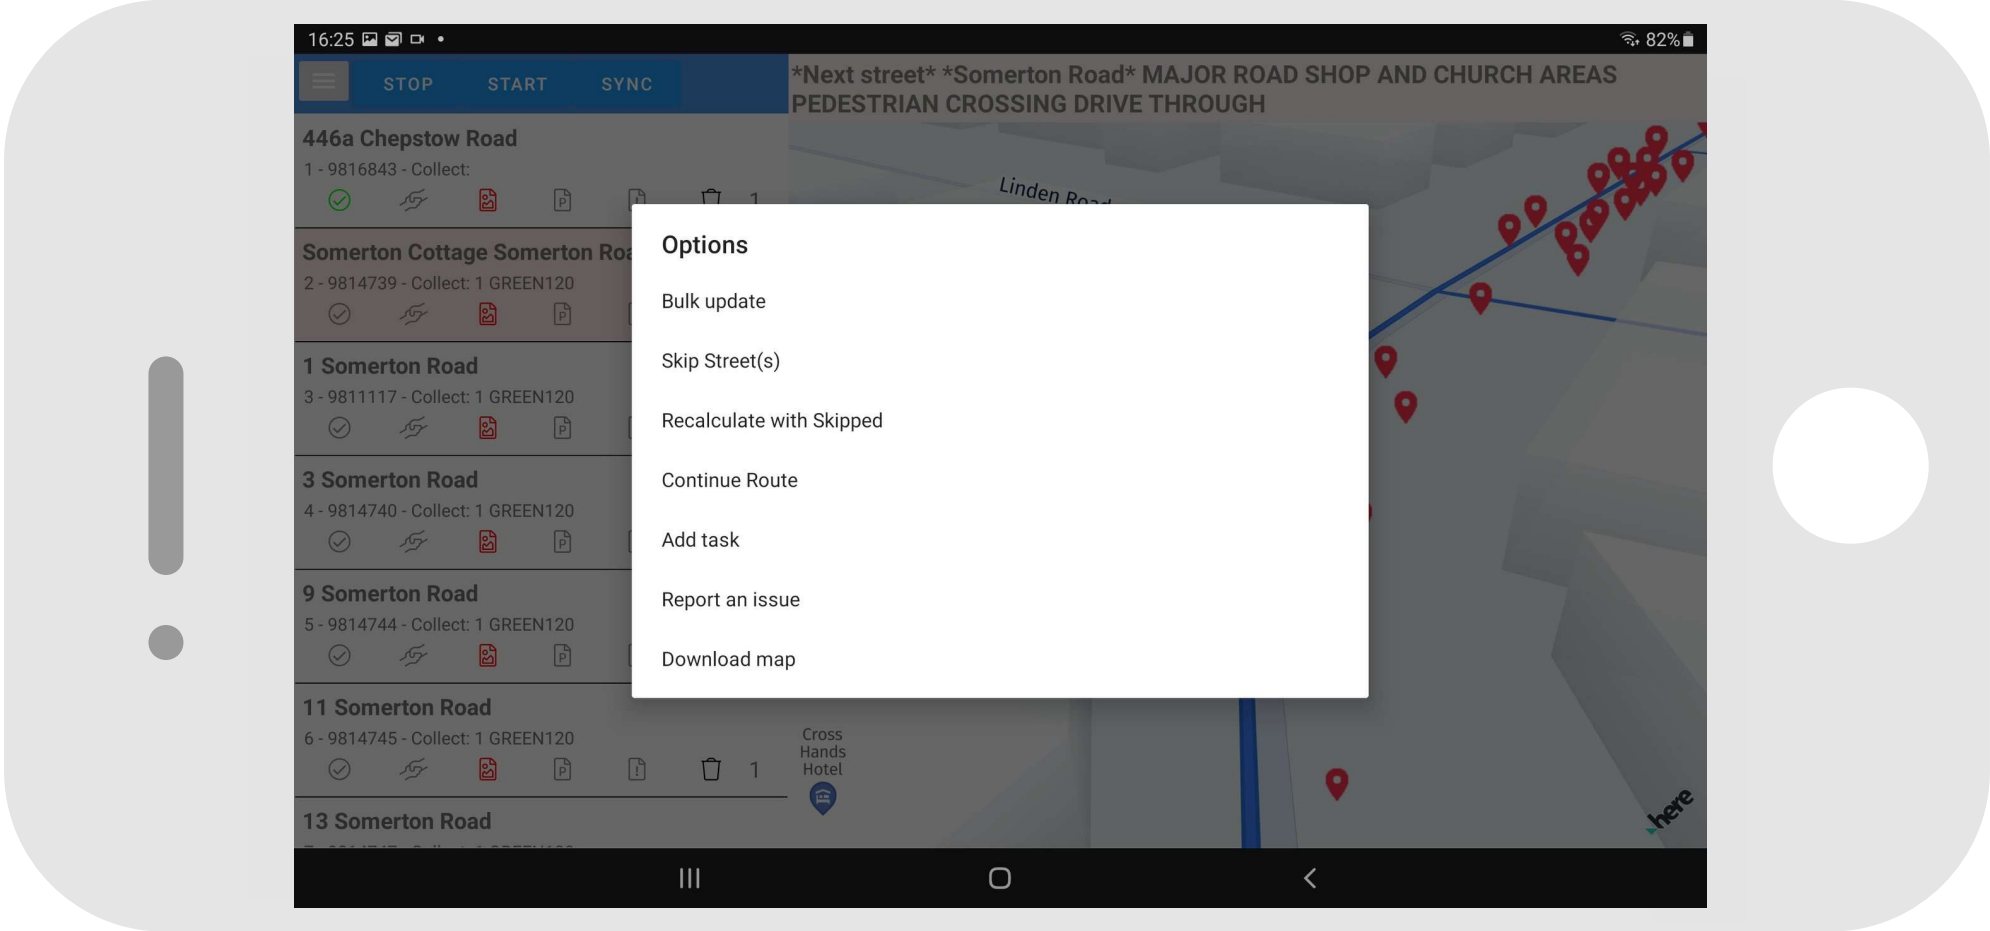 16:25
82%
STOP START SYNC
*Next street* *Somerton Road* MAJOR ROAD SHOP AND CHURCH AREAS
PEDESTRIAN CROSSING DRIVE THROUGH
446a Chepstow Road
1 - 9816843 - Collect:
P
1
Somerton Cottage Somerton
2 - 9814739 - Collect: 1 GREEN120
P
1 Somerton Road
3 - 9811117 - Collect: 1 GREEN120
P
3 Somerton Road
4 - 9814740 - Collect: 1 GREEN120
P
9 Somerton Road
5 - 9814744 - Collect: 1 GREEN120
P
11 Somerton Road
6 - 9814745 - Collect: 1 GREEN120
P ! 1
13 Somerton Road
Linden Road
Options
Bulk update
Skip Street(s)
Recalculate with Skipped
Continue Route
Add task
Report an issue
Download map
Cross
Hands
Hotel
here